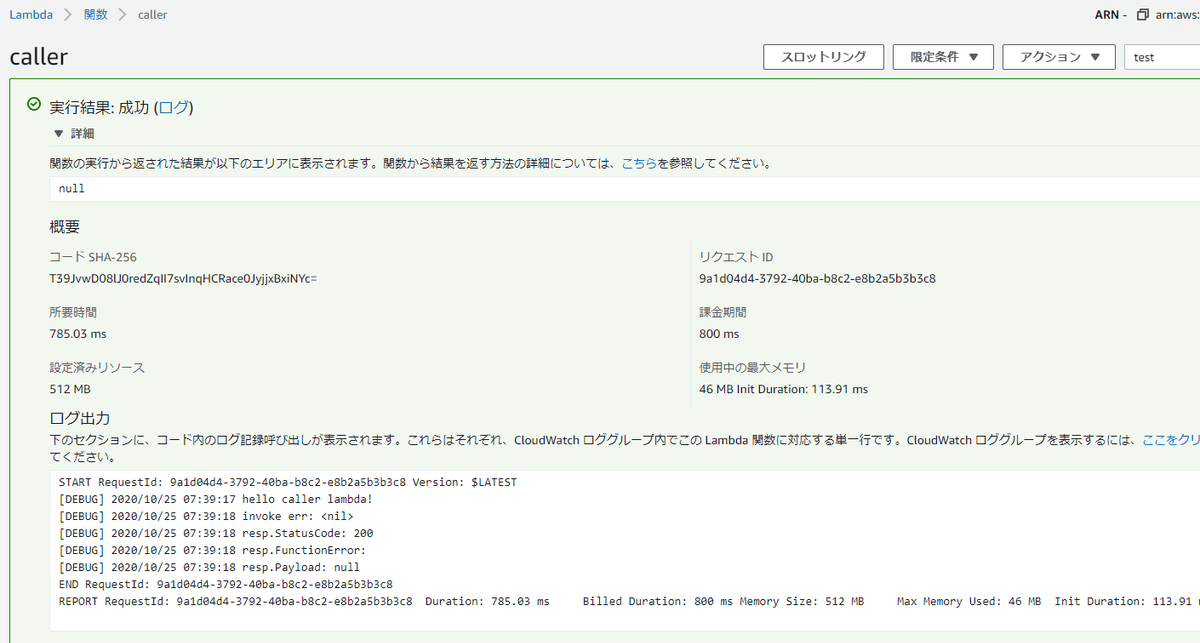 Lambda > 関数 > caller
ARN - arn:aws:
caller
スロットリング 限定条件 ▼ アクション ▼ test
実行結果: 成功 (ログ)
▼ 詳細
関数の実行から返された結果が以下のエリアに表示されます。関数から結果を返す方法の詳細については、こちらを参照してください。
null
概要
コード SHA-256
リクエスト ID
9a1d04d4-3792-40ba-b8c2-e8b2a5b3b3c8
所要時間
785.03 ms
課金期間
800 ms
設定済みリソース
512 MB
使用中の最大メモリ
46 MB Init Duration: 113.91 ms
ログ出力
下のセクションに、コード内のログ記録呼び出しが表示されます。これらはそれぞれ、CloudWatch ロググループ内でこの Lambda 関数に対応する単一行です。CloudWatch ロググループを表示するには、ここをクリ
てください。
START RequestId: 9a1d04d4-3792-40ba-b8c2-e8b2a5b3b3c8 Version: $LATEST
[DEBUG] 2020/10/25 07:39:17 hello caller lambda!
[DEBUG] 2020/10/25 07:39:18 invoke err: <nil>
[DEBUG] 2020/10/25 07:39:18 resp.StatusCode: 200
[DEBUG] 2020/10/25 07:39:18 resp.FunctionError:
[DEBUG] 2020/10/25 07:39:18 resp.Payload: null
END RequestId: 9a1d04d4-3792-40ba-b8c2-e8b2a5b3b3c8
REPORT RequestId: 9a1d04d4-3792-40ba-b8c2-e8b2a5b3b3c8 Duration: 785.03 ms Billed Duration: 800 ms Memory Size: 512 MB Max Memory Used: 46 MB Init Duration: 113.91